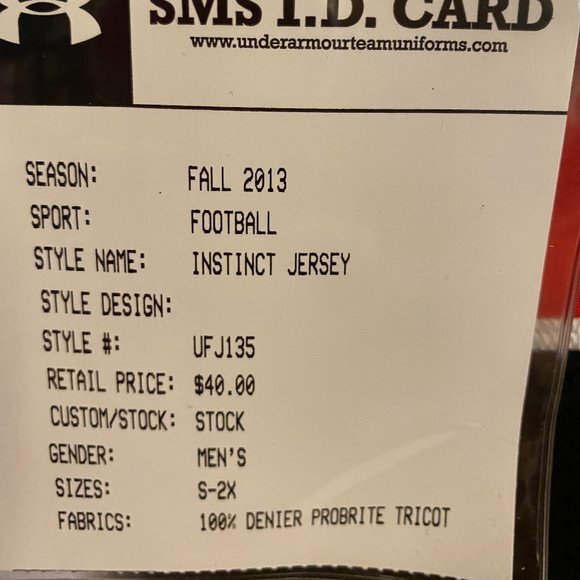 SMS I.D. CARD
www.underarmourteamuniforms.com
SEASON: FALL 2013
SPORT: FOOTBALL
STYLE NAME: INSTINCT JERSEY
STYLE DESIGN:
STYLE #: UFJ135
RETAIL PRICE: $40.00
CUSTOM/STOCK: STOCK
GENDER: MEN'S
SIZES: S-2X
FABRICS: 100% DENIER PROBRITE TRICOT